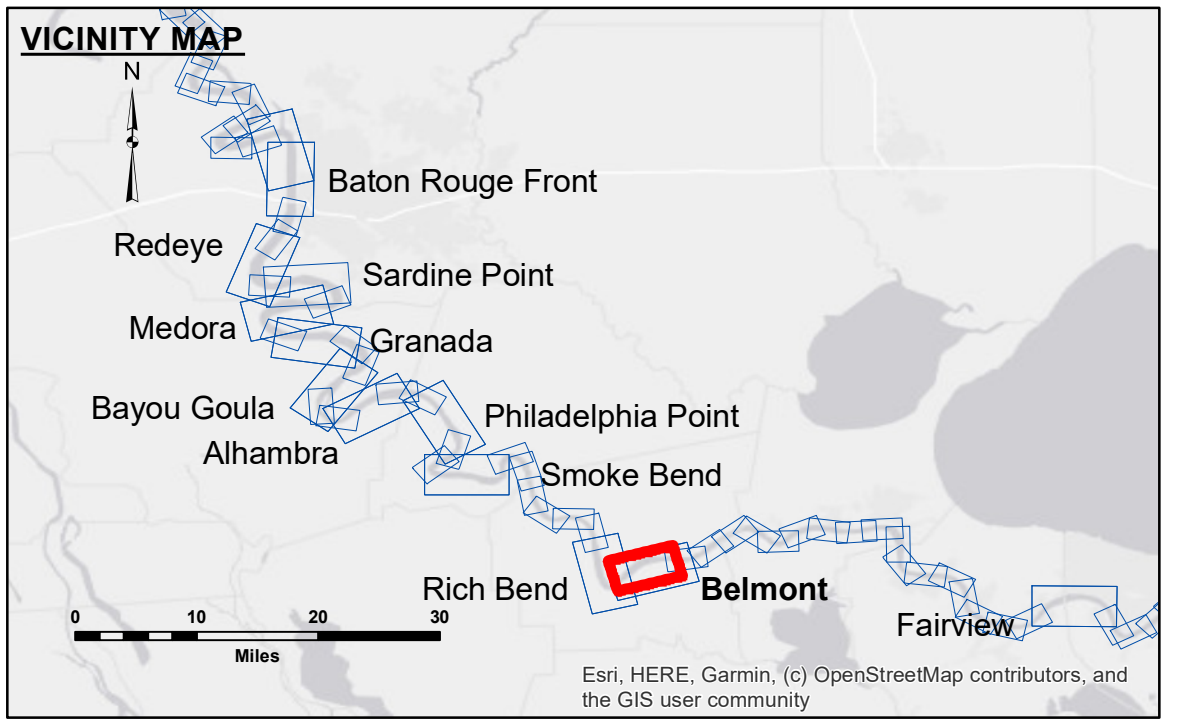 VICINITY MAP
N
Baton Rouge Front
Redeye
Sardine Point
Medora
Granada
Bayou Goula
Philadelphia Point
Alhambra
Smoke Bend
Rich Bend
Belmont
Fairview
0 10 20 30
Miles
Esri, HERE, Garmin, (c) OpenStreetMap contributors, and
the GIS user community